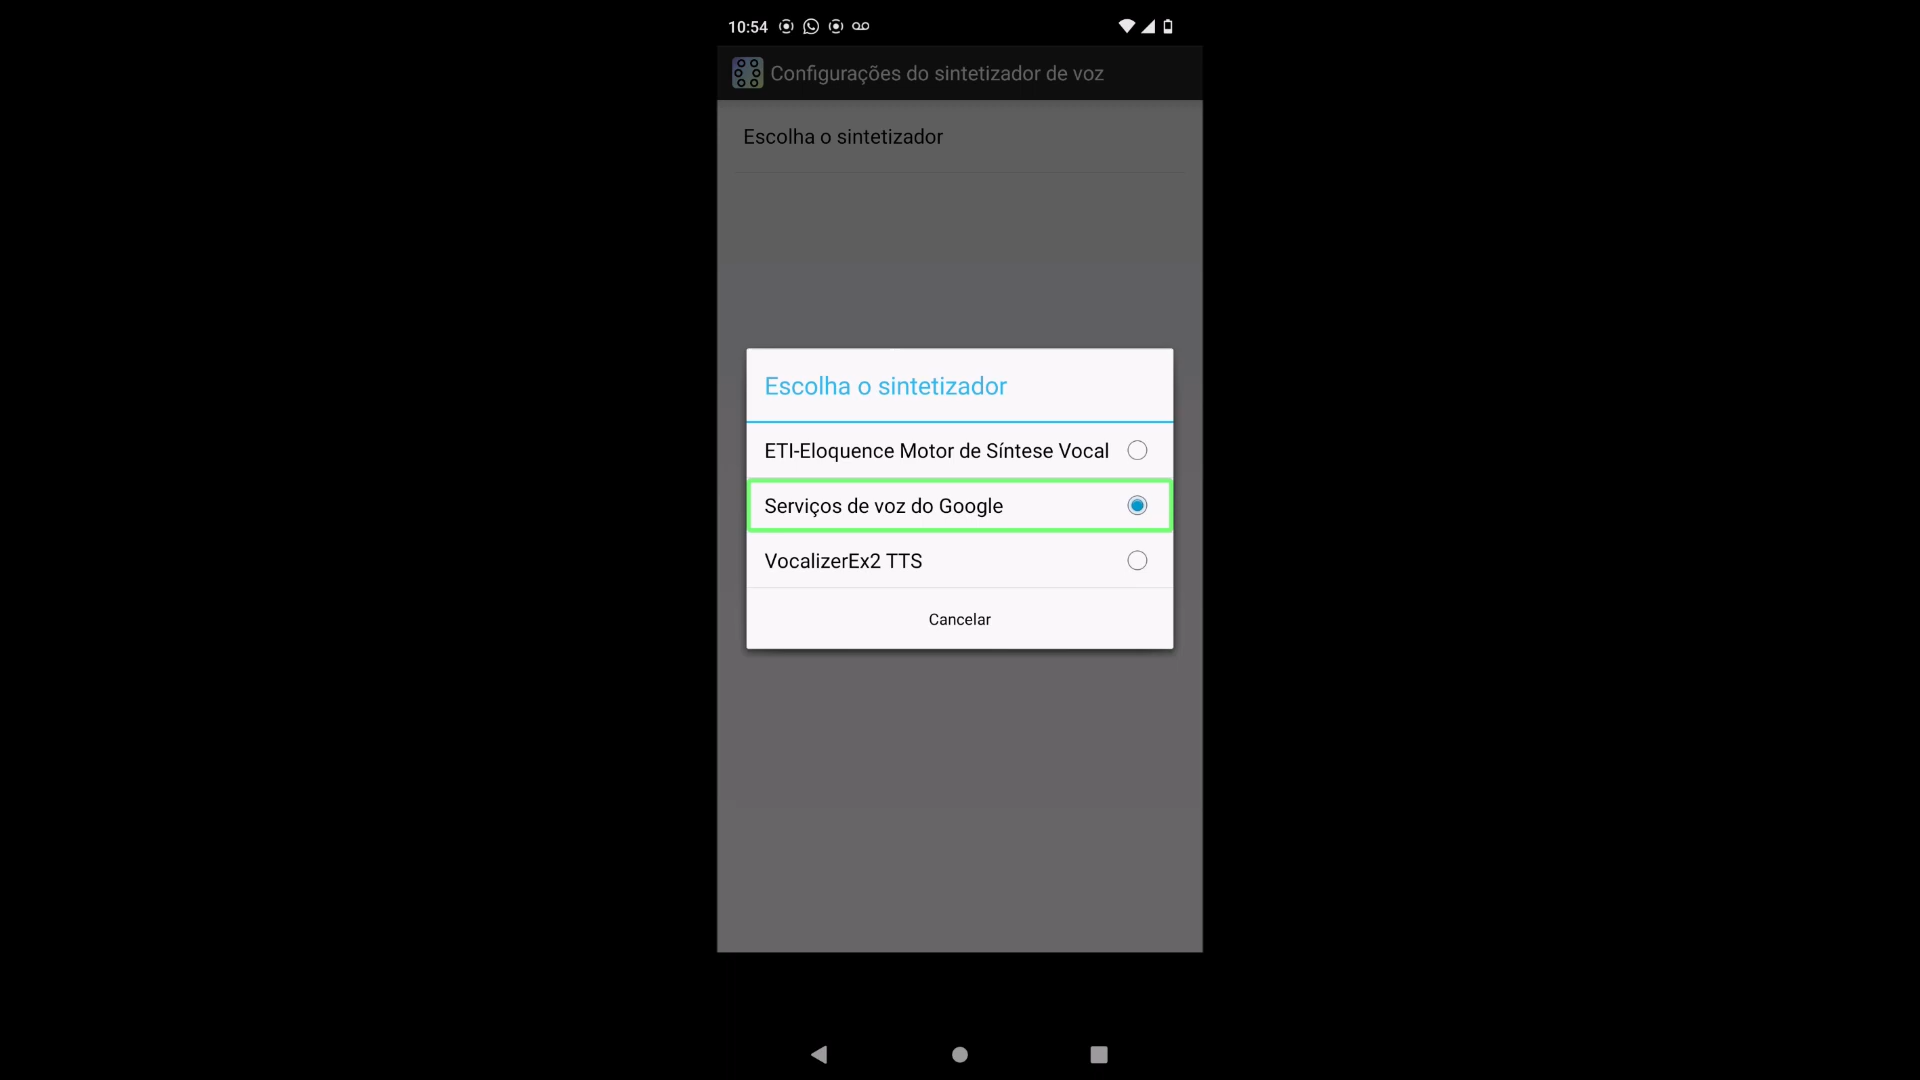 10:54
Configurações do sintetizador de voz
Escolha o sintetizador
Escolha o sintetizador
ETI-Eloquence Motor de Síntese Vocal
Serviços de voz do Google
VocalizerEx2 TTS
Cancelar